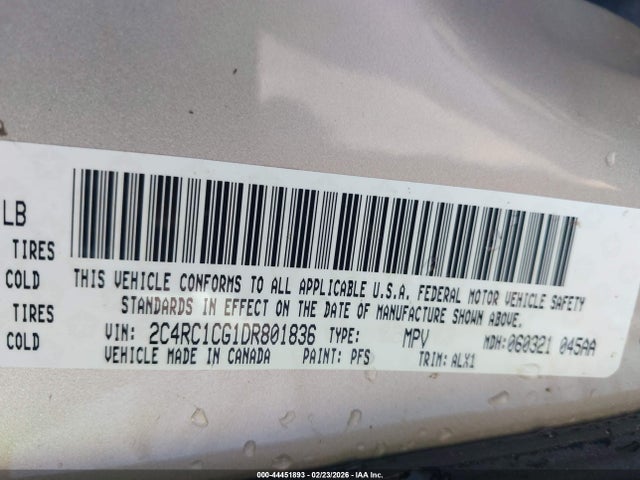 LB
TIRES
COLD
TIRES
COLD
THIS VEHICLE CONFORMS TO ALL APPLICABLE U.S.A. FEDERAL MOTOR VEHICLE SAFETY
STANDARDS IN EFFECT ON THE DATE OF MANUFACTURE SHOWN ABOVE.
VIN: 2C4RC1CG1DR801836 TYPE: MPV MDH: 060321 045AA
VEHICLE MADE IN CANADA PAINT: PFS TRIM: ALX1
000-44451893 - 02/23/2026 - IAA Inc.